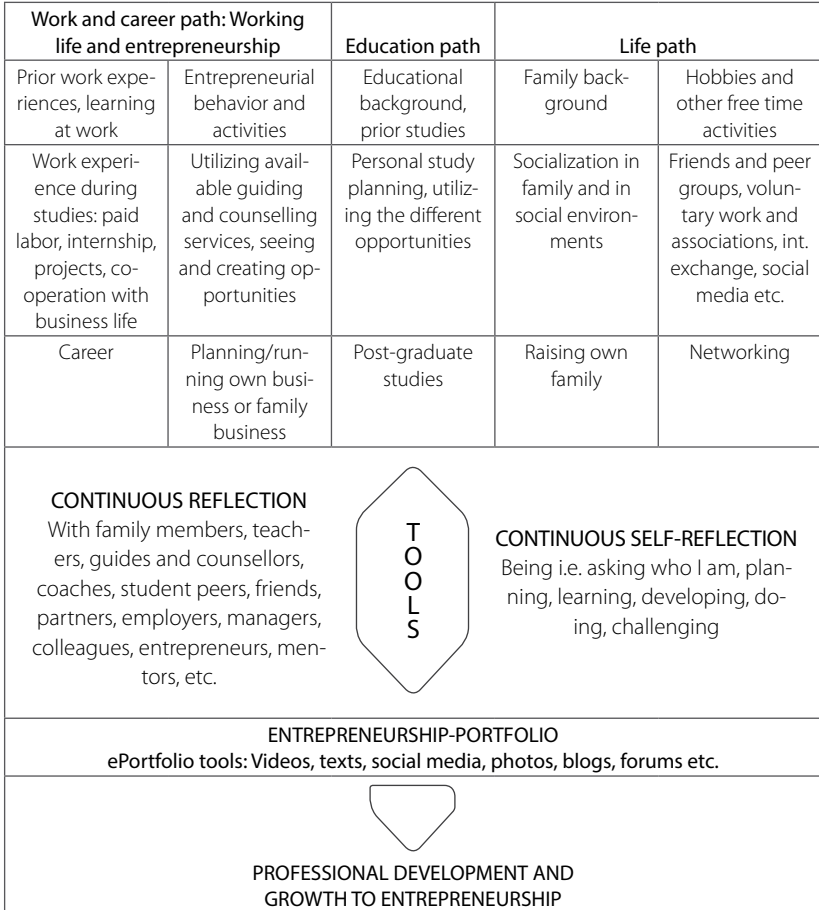 Work and career path: Working
life and entrepreneurship
Education path
Life path
Prior work expe-
riences, learning
at work
Entrepreneurial
behavior and
activities
Educational
background,
prior studies
Family back-
ground
Hobbies and
other free time
activities
Work experi-
ence during
studies: paid
labor, internship,
projects, co-
operation with
business life
Utilizing avail-
able guiding
and counselling
services, seeing
and creating op-
portunities
Personal study
planning, utiliz-
ing the different
opportunities
Socialization in
family and in
social environ-
ments
Friends and peer
groups, volun-
tary work and
associations, int.
exchange, social
media etc.
Career
Planning/run-
ning own busi-
ness or family
business
Post-graduate
studies
Raising own
family
Networking
CONTINUOUS REFLECTION
With family members, teach-
ers, guides and counsellors,
coaches, student peers, friends,
partners, employers, managers,
colleagues, entrepreneurs, men-
tors, etc.
T
O
O
L
S
CONTINUOUS SELF-REFLECTION
Being i.e. asking who I am, plan-
ning, learning, developing, do-
ing, challenging
ENTREPRENEURSHIP-PORTFOLIO
ePortfolio tools: Videos, texts, social media, photos, blogs, forums etc.
PROFESSIONAL DEVELOPMENT AND
GROWTH TO ENTREPRENEURSHIP